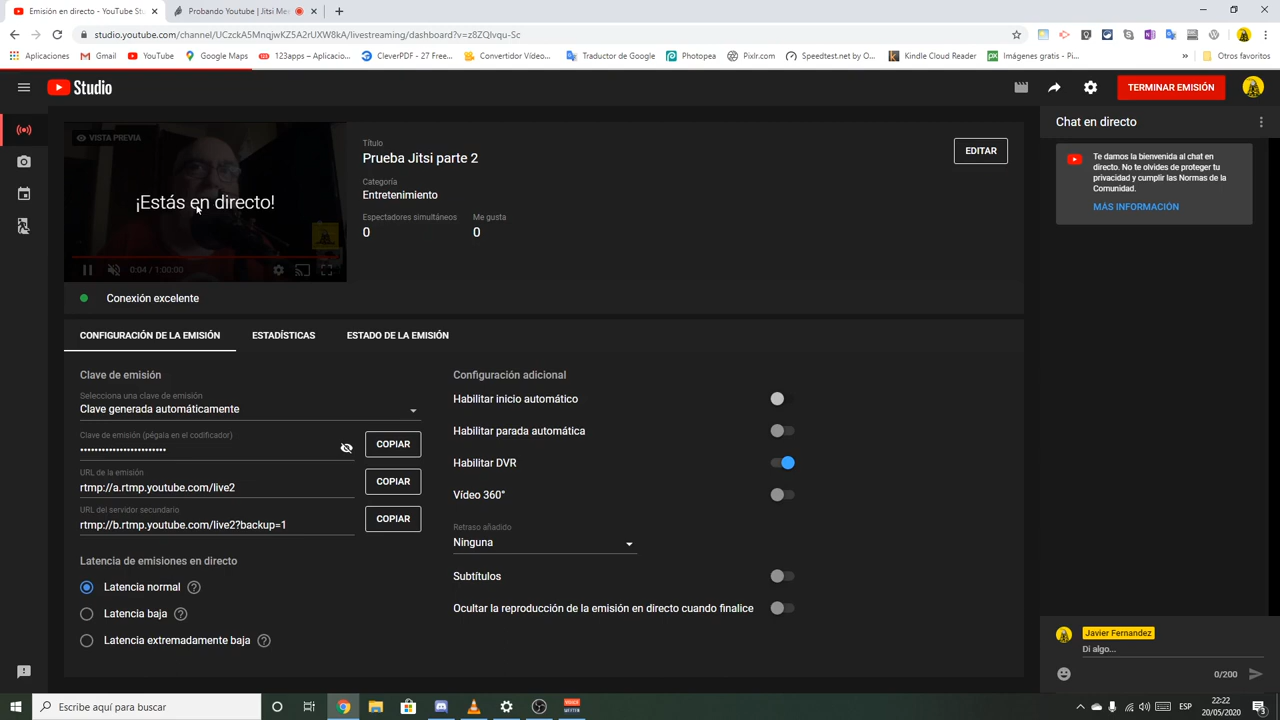 Emisión en directo - YouTube Stu
Probando Youtube | Jitsi Me
studio.youtube.com/channel/UCzckA5MnqjwKZ5A2rUXW8kA/livestreaming/dashboard?v=z8ZQlvqu-Sc
Aplicaciones
Gmail
YouTube
Google Maps
123apps – Aplicacio...
CleverPDF - 27 Free...
Convertidor Vídeo...
Traductor de Google
Photopea
Pixlr.com
Speedtest.net by O...
Kindle Cloud Reader
Imágenes gratis - Pi...
»
Otros favoritos
Studio
TERMINAR EMISIÓN
VISTA PREVIA
¡Estás en directo!
0:04 / 1:00:00
Título
Prueba Jitsi parte 2
Categoría
Entretenimiento
Espectadores simultáneos
Me gusta
0
0
EDITAR
Conexión excelente
CONFIGURACIÓN DE LA EMISIÓN
ESTADÍSTICAS
ESTADO DE LA EMISIÓN
Clave de emisión
Selecciona una clave de emisión
Clave generada automáticamente
Clave de emisión (pégala en el codificador)
••••••••••••••••••••••••
COPIAR
URL de la emisión
rtmp://a.rtmp.youtube.com/live2
COPIAR
URL del servidor secundario
rtmp://b.rtmp.youtube.com/live2?backup=1
COPIAR
Latencia de emisiones en directo
Latencia normal
Latencia baja
Latencia extremadamente baja
Configuración adicional
Habilitar inicio automático
Habilitar parada automática
Habilitar DVR
Vídeo 360°
Retraso añadido
Ninguna
Subtítulos
Ocultar la reproducción de la emisión en directo cuando finalice
Chat en directo
Te damos la bienvenida al chat en
directo. No te olvides de proteger tu
privacidad y cumplir las Normas de la
Comunidad.
MÁS INFORMACIÓN
Javier Fernandez
Di algo...
0/200
Escribe aquí para buscar
ESP
22:22
20/05/2020